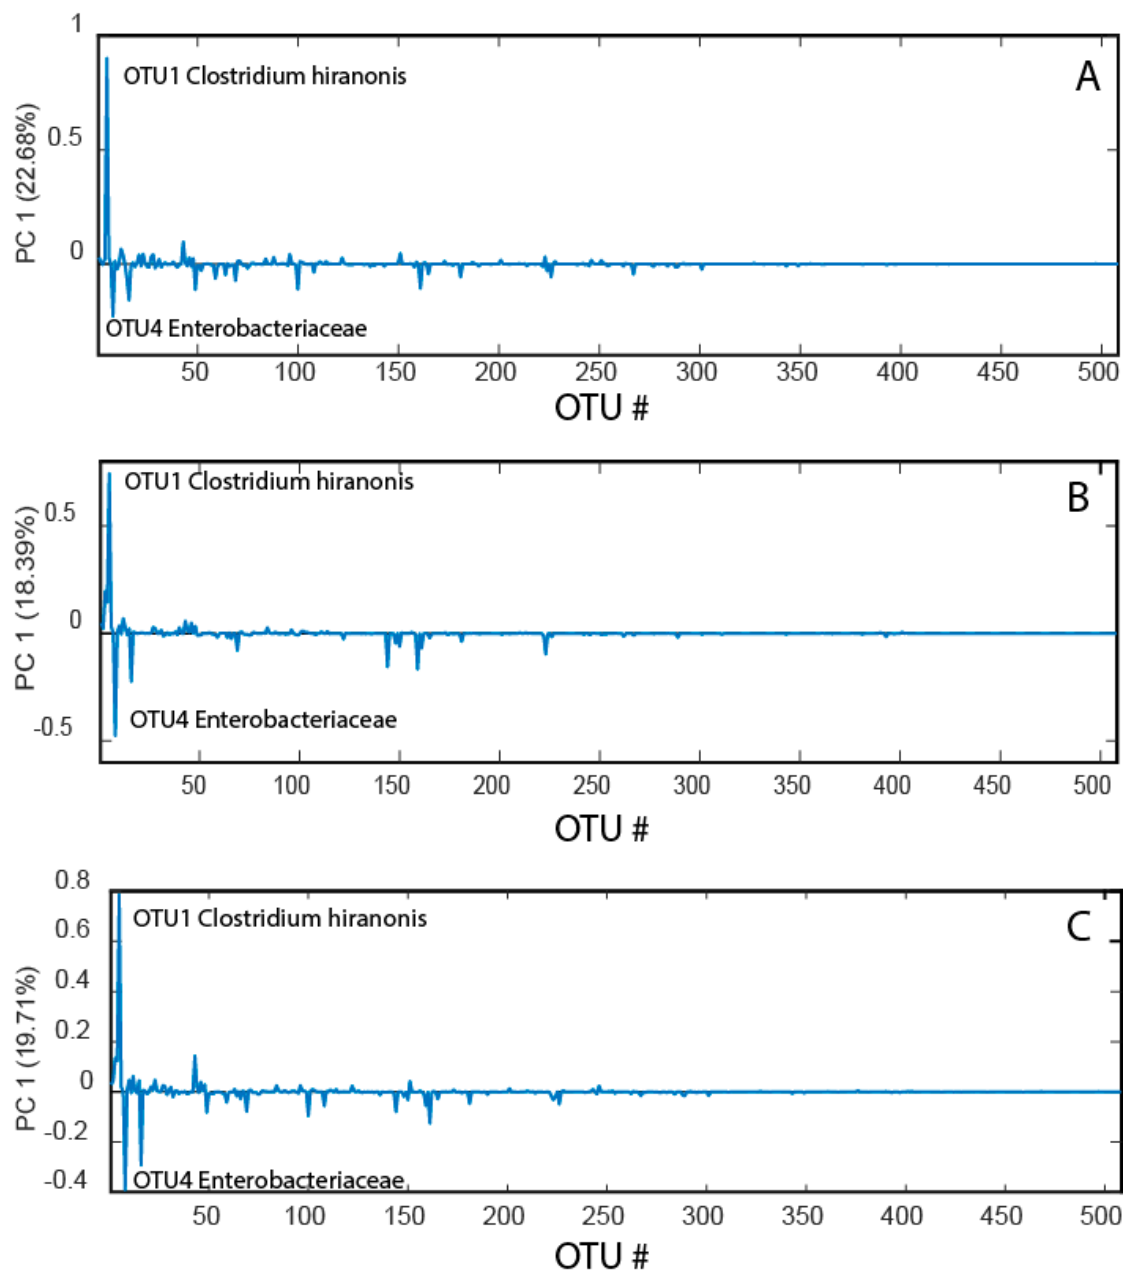 1
OTU1 Clostridium hiranonis
A
0.5
PC 1 (22.68%)
0
OTU4 Enterobacteriaceae
50 100 150 200 250 300 350 400 450 500
OTU #
OTU1 Clostridium hiranonis
B
0.5
PC 1 (18.39%)
0
OTU4 Enterobacteriaceae
-0.5
50 100 150 200 250 300 350 400 450 500
OTU #
0.8
OTU1 Clostridium hiranonis
C
0.6
0.4
PC 1 (19.71%)
0.2
0
-0.2
OTU4 Enterobacteriaceae
-0.4
50 100 150 200 250 300 350 400 450 500
OTU #